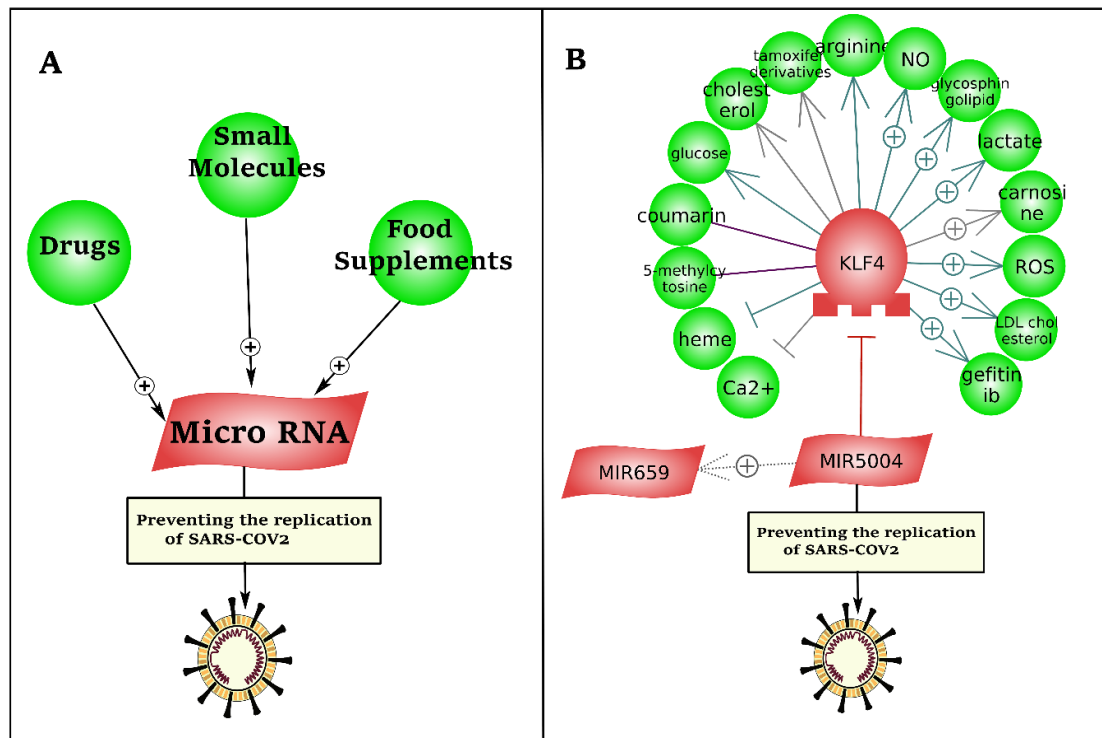 A
Small
Molecules
Drugs
Food
Supplements
+
+
+
Micro RNA
Preventing the replication
of SARS-COV2
B
arginine
NO
tamoxifer
derivatives
glycosphin
golipid
cholest
erol
lactate
glucose
carnosi
ne
coumarin
KLF4
ROS
5-methylcy
tosine
LDL chol
esterol
heme
gefitin
ib
Ca2+
+
+
+
+
+
+
+
MIR659
+
MIR5004
Preventing the replication
of SARS-COV2